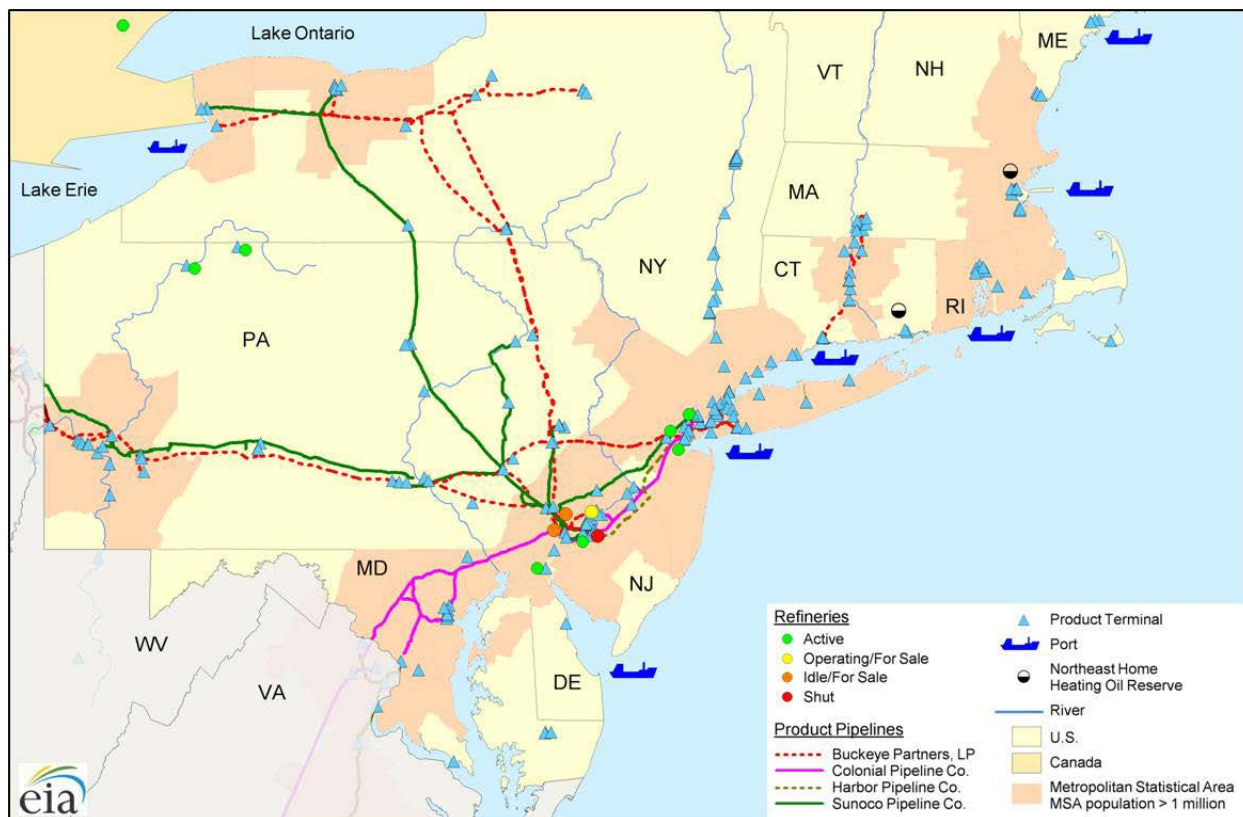 Lake Ontario
ME
VT
NH
Lake Erie
MA
NY
CT
RI
PA
MD
NJ
WV
VA
DE
Refineries
Active
Operating/For Sale
Idle/For Sale
Shut
Product Pipelines
Buckeye Partners, LP
Colonial Pipeline Co.
Harbor Pipeline Co.
Sunoco Pipeline Co.
Product Terminal
Port
Northeast Home
Heating Oil Reserve
River
U.S.
Canada
Metropolitan Statistical Area
MSA population > 1 million
eia